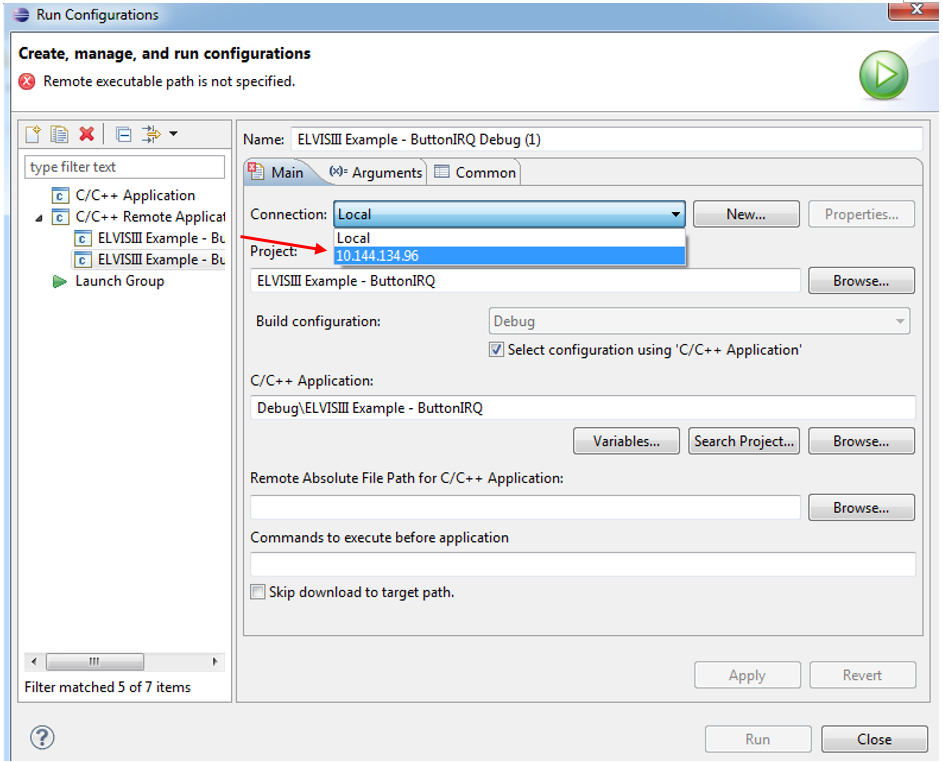 Run Configurations
Create, manage, and run configurations
Remote executable path is not specified.
type filter text
C/C++ Application
C/C++ Remote Applicat
ELVISIII Example - Bu
ELVISIII Example - Bu
Launch Group
Filter matched 5 of 7 items
Name: ELVISIII Example - ButtonIRQ Debug (1)
Main (x)= Arguments Common
Connection: Local New... Properties...
Local
10.144.134.96
Project:
ELVISIII Example - ButtonIRQ Browse...
Build configuration: Debug
Select configuration using 'C/C++ Application'
C/C++ Application:
Debug\ELVISIII Example - ButtonIRQ
Variables... Search Project... Browse...
Remote Absolute File Path for C/C++ Application:
Browse...
Commands to execute before application
Skip download to target path.
Apply Revert
Run Close